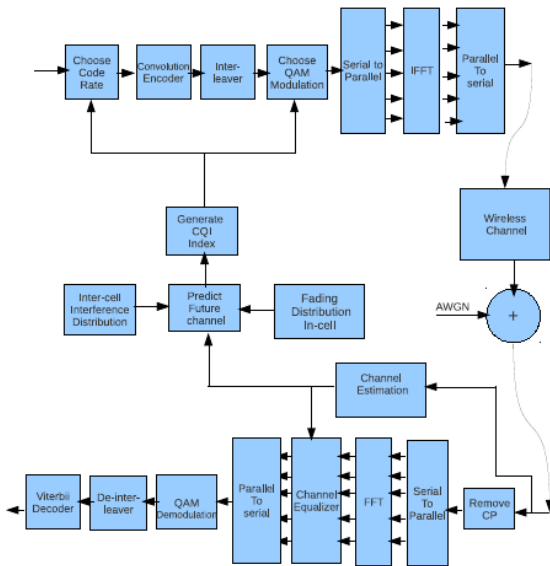 Choose
Code
Rate
Convolution
Encoder
Inter-
leaver
Choose
QAM
Modulation
Serial to
Parallel
IFFT
Parallel
To
serial
Wireless
Channel
Generate
CQI
Index
Inter-cell
Interference
Distribution
Predict
Future
channel
Fading
Distribution
In-cell
AWGN
+
Channel
Estimation
Viterbii
Decoder
De-inter-
leaver
QAM
Demodulation
Parallel
To
serial
Channel
Equalizer
FFT
Serial
To
Parallel
Remove
CP